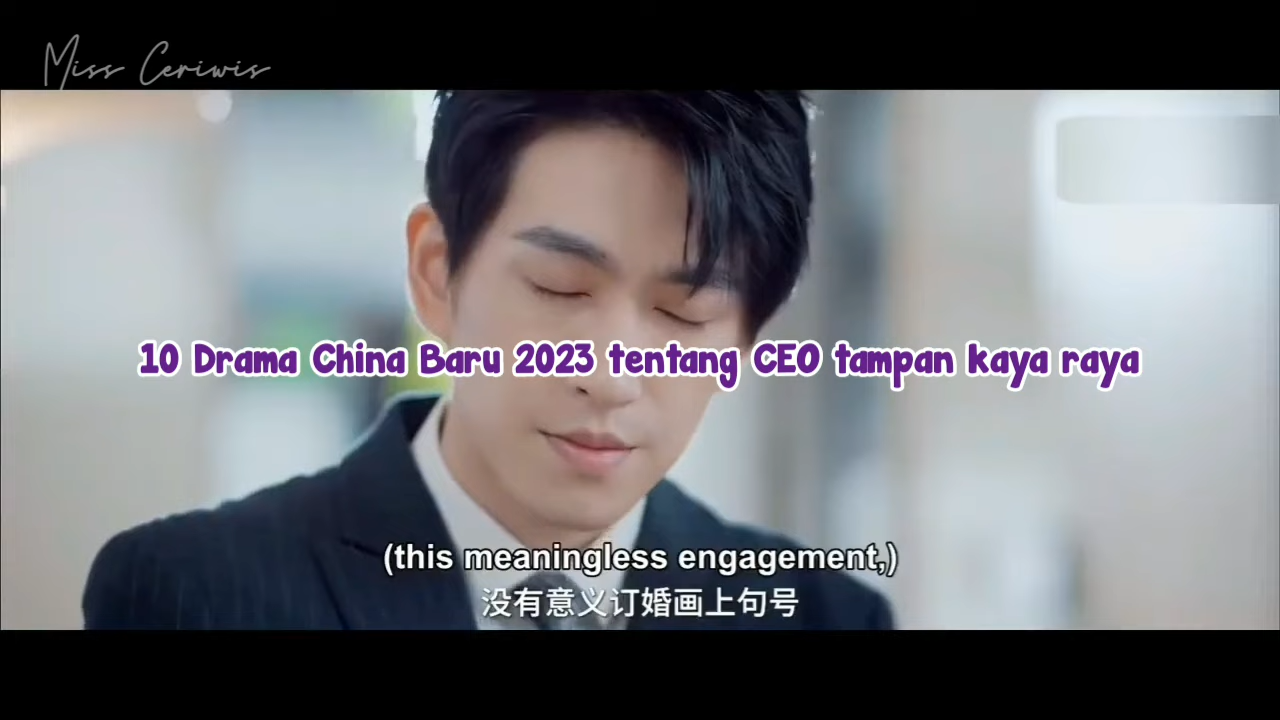 Miss Ceriwis
10 Drama China Baru 2023 tentang CEO tampan kaya raya
(this meaningless engagement,)
没有意义订婚画上句号